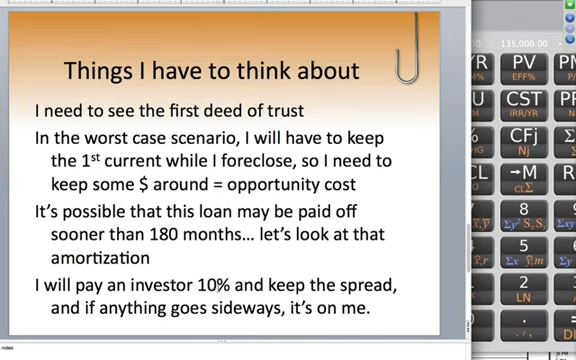 Things I have to think about
I need to see the first deed of trust
In the worst case scenario, I will have to keep
the 1st current while I foreclose, so I need to
keep some $ around = opportunity cost
It's possible that this loan may be paid off
sooner than 180 months... let's look at that
amortization
I will pay an investor 10% and keep the spread,
and if anything goes sideways, it's on me.
notes
135,000.00
PV
EFF%
CST
IRR/YR
CFj
Nj
→M
CLΣ
8
5
Σx
2
LN
.
./,